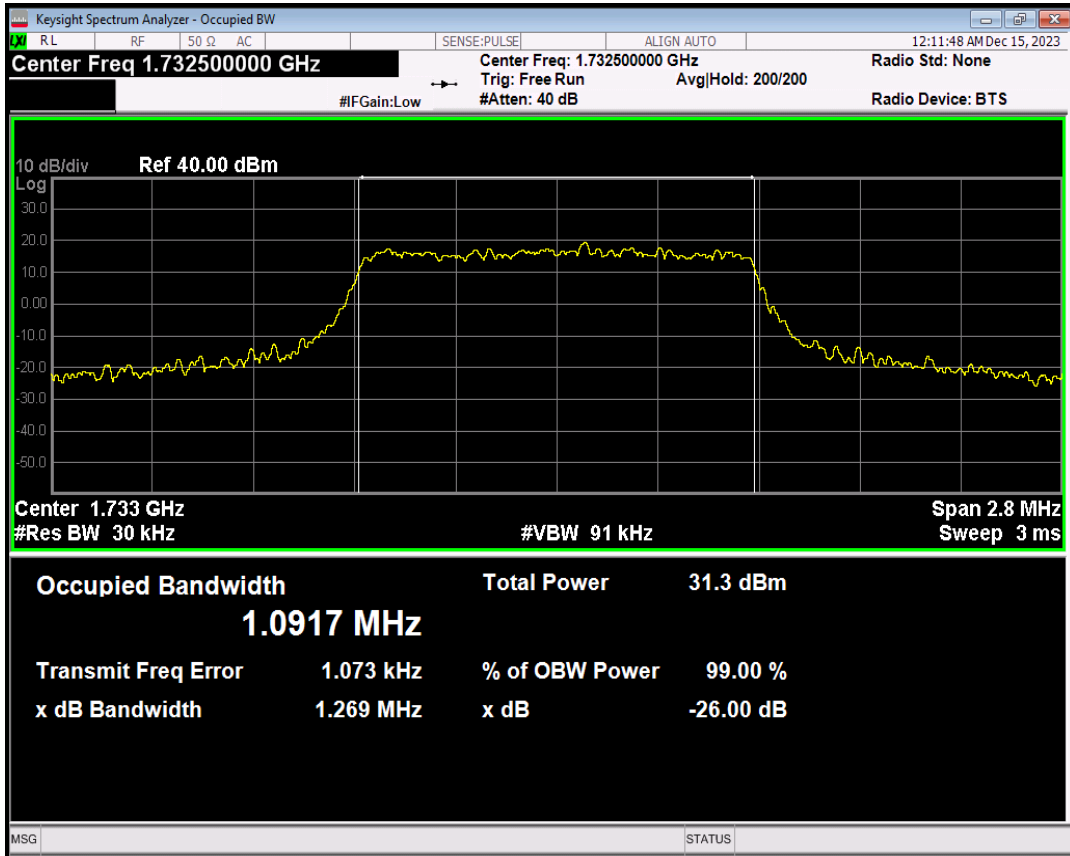 Keysight Spectrum Analyzer - Occupied BW
LXI RL RF 50 Ω AC SENSE:PULSE ALIGN AUTO 12:11:48 AM Dec 15, 2023
Center Freq 1.732500000 GHz Center Freq: 1.732500000 GHz Radio Std: None
Trig: Free Run Avg|Hold: 200/200
#IFGain:Low #Atten: 40 dB Radio Device: BTS
10 dB/div Ref 40.00 dBm
Log
30.0
20.0
10.0
0.00
-10.0
-20.0
-30.0
-40.0
-50.0
Center 1.733 GHz Span 2.8 MHz
#Res BW 30 kHz #VBW 91 kHz Sweep 3 ms
Occupied Bandwidth Total Power 31.3 dBm
1.0917 MHz
Transmit Freq Error 1.073 kHz % of OBW Power 99.00 %
x dB Bandwidth 1.269 MHz x dB -26.00 dB
MSG STATUS